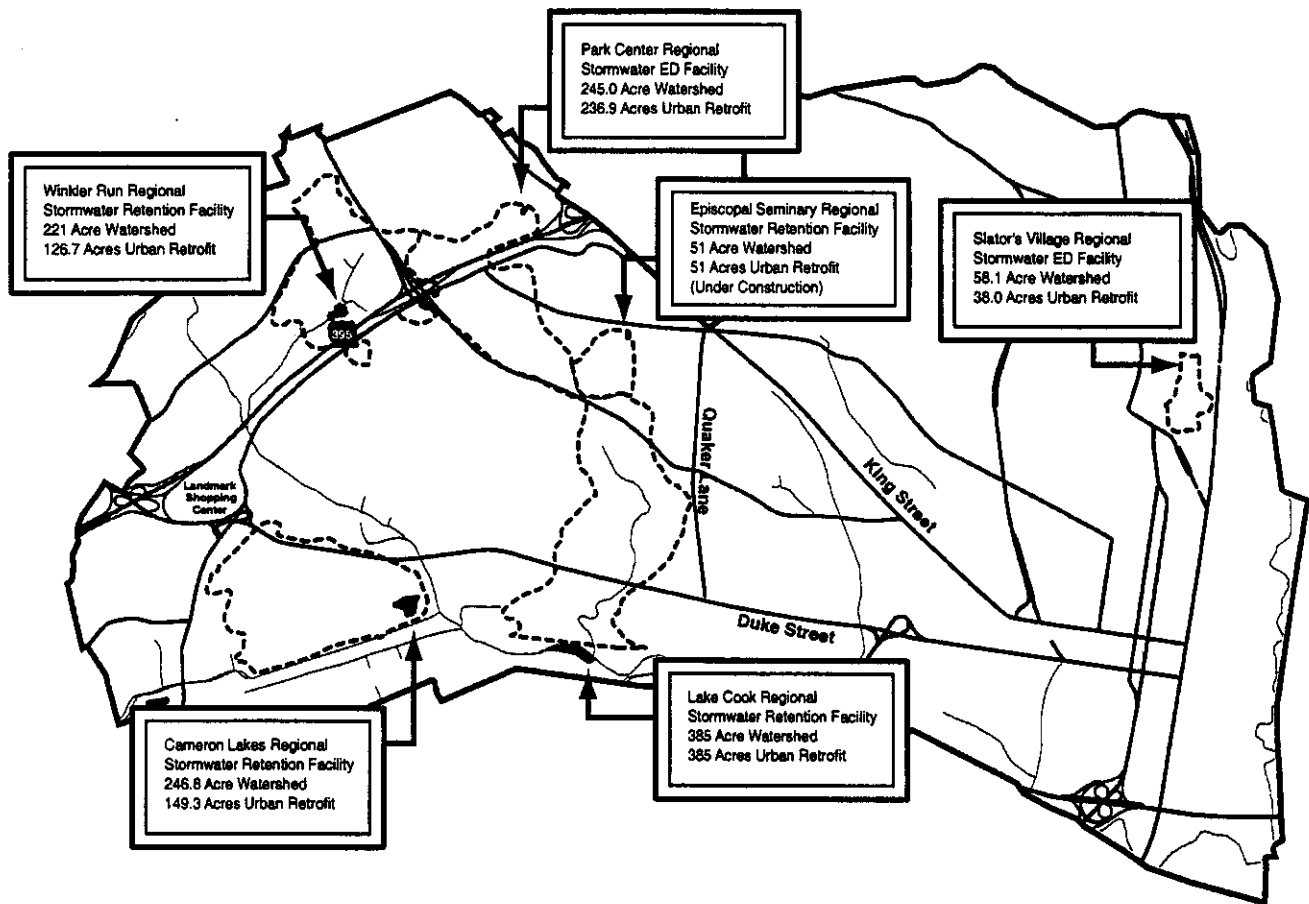 Park Center Regional
Stormwater ED Facility
245.0 Acre Watershed
236.9 Acres Urban Retrofit
Winkler Run Regional
Stormwater Retention Facility
221 Acre Watershed
126.7 Acres Urban Retrofit
Episcopal Seminary Regional
Stormwater Retention Facility
51 Acre Watershed
51 Acres Urban Retrofit
(Under Construction)
Slator's Village Regional
Stormwater ED Facility
58.1 Acre Watershed
38.0 Acres Urban Retrofit
395
Quaker Lane
King Street
Landmark
Shopping
Center
Duke Street
Lake Cook Regional
Stormwater Retention Facility
385 Acre Watershed
385 Acres Urban Retrofit
Cameron Lakes Regional
Stormwater Retention Facility
246.8 Acre Watershed
149.3 Acres Urban Retrofit